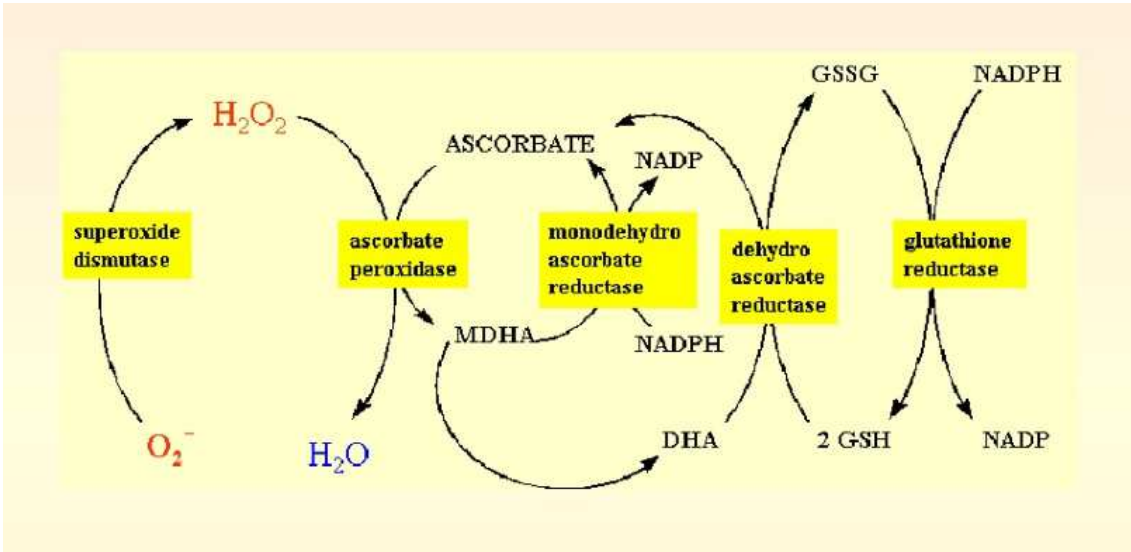 GSSG
NADPH
H₂O₂
ASCORBATE
NADP
superoxide
dismutase
ascorbate
peroxidase
monodehydro
ascorbate
reductase
dehydro
ascorbate
reductase
glutathione
reductase
MDHA
NADPH
O₂⁻
H₂O
DHA
2 GSH
NADP